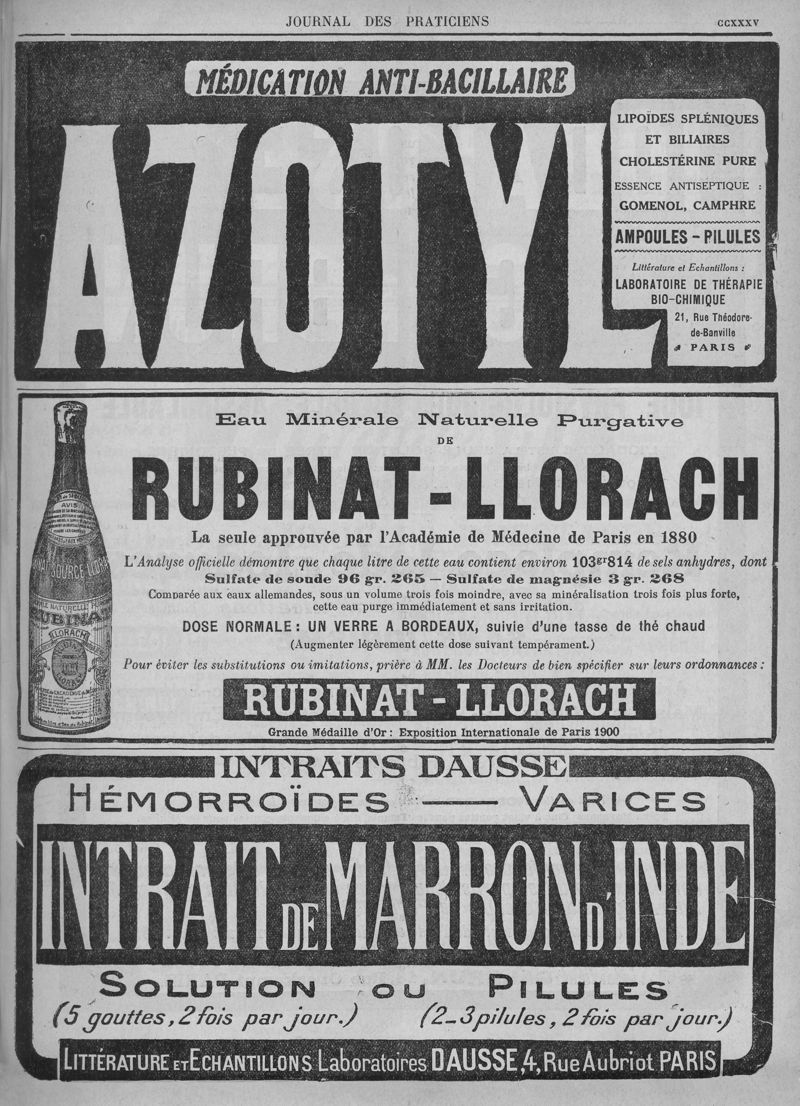 JOURNAL DES PRATICIENS
CCXXXV
MÉDICATION ANTI-BACILLAIRE
AZOTYL
LIPOÏDES SPLÉNIQUES
ET BILIAIRES
CHOLESTÉRINE PURE
ESSENCE ANTISEPTIQUE :
GOMENOL, CAMPHRE
AMPOULES - PILULES
Littérature et Echantillons :
LABORATOIRE DE THÉRAPIE
BIO-CHIMIQUE
21, Rue Théodore-
de-Banville
PARIS
Eau Minérale Naturelle Purgative
DE
RUBINAT-LLORACH
La seule approuvée par l'Académie de Médecine de Paris en 1880
L'Analyse officielle démontre que chaque litre de cette eau contient environ 103gr814 de sels anhydres, dont
Sulfate de soude 96 gr. 265 — Sulfate de magnésie 3 gr. 268
Comparée aux eaux allemandes, sous un volume trois fois moindre, avec sa minéralisation trois fois plus forte,
cette eau purge immédiatement et sans irritation.
DOSE NORMALE : UN VERRE A BORDEAUX, suivie d'une tasse de thé chaud
(Augmenter légèrement cette dose suivant tempérament.)
Pour éviter les substitutions ou imitations, prière à MM. les Docteurs de bien spécifier sur leurs ordonnances :
RUBINAT - LLORACH
Grande Médaille d'Or : Exposition Internationale de Paris 1900
AVIS
SOURCE LLORACH
RUBINAT
LLORACH
INTRAITS DAUSSE
HÉMORROÏDES — VARICES
INTRAIT DE MARRON D'INDE
SOLUTION OU PILULES
(5 gouttes, 2 fois par jour.) (2-3 pilules, 2 fois par jour.)
LITTÉRATURE ET ECHANTILLONS Laboratoires DAUSSE, 4, Rue Aubriot PARIS